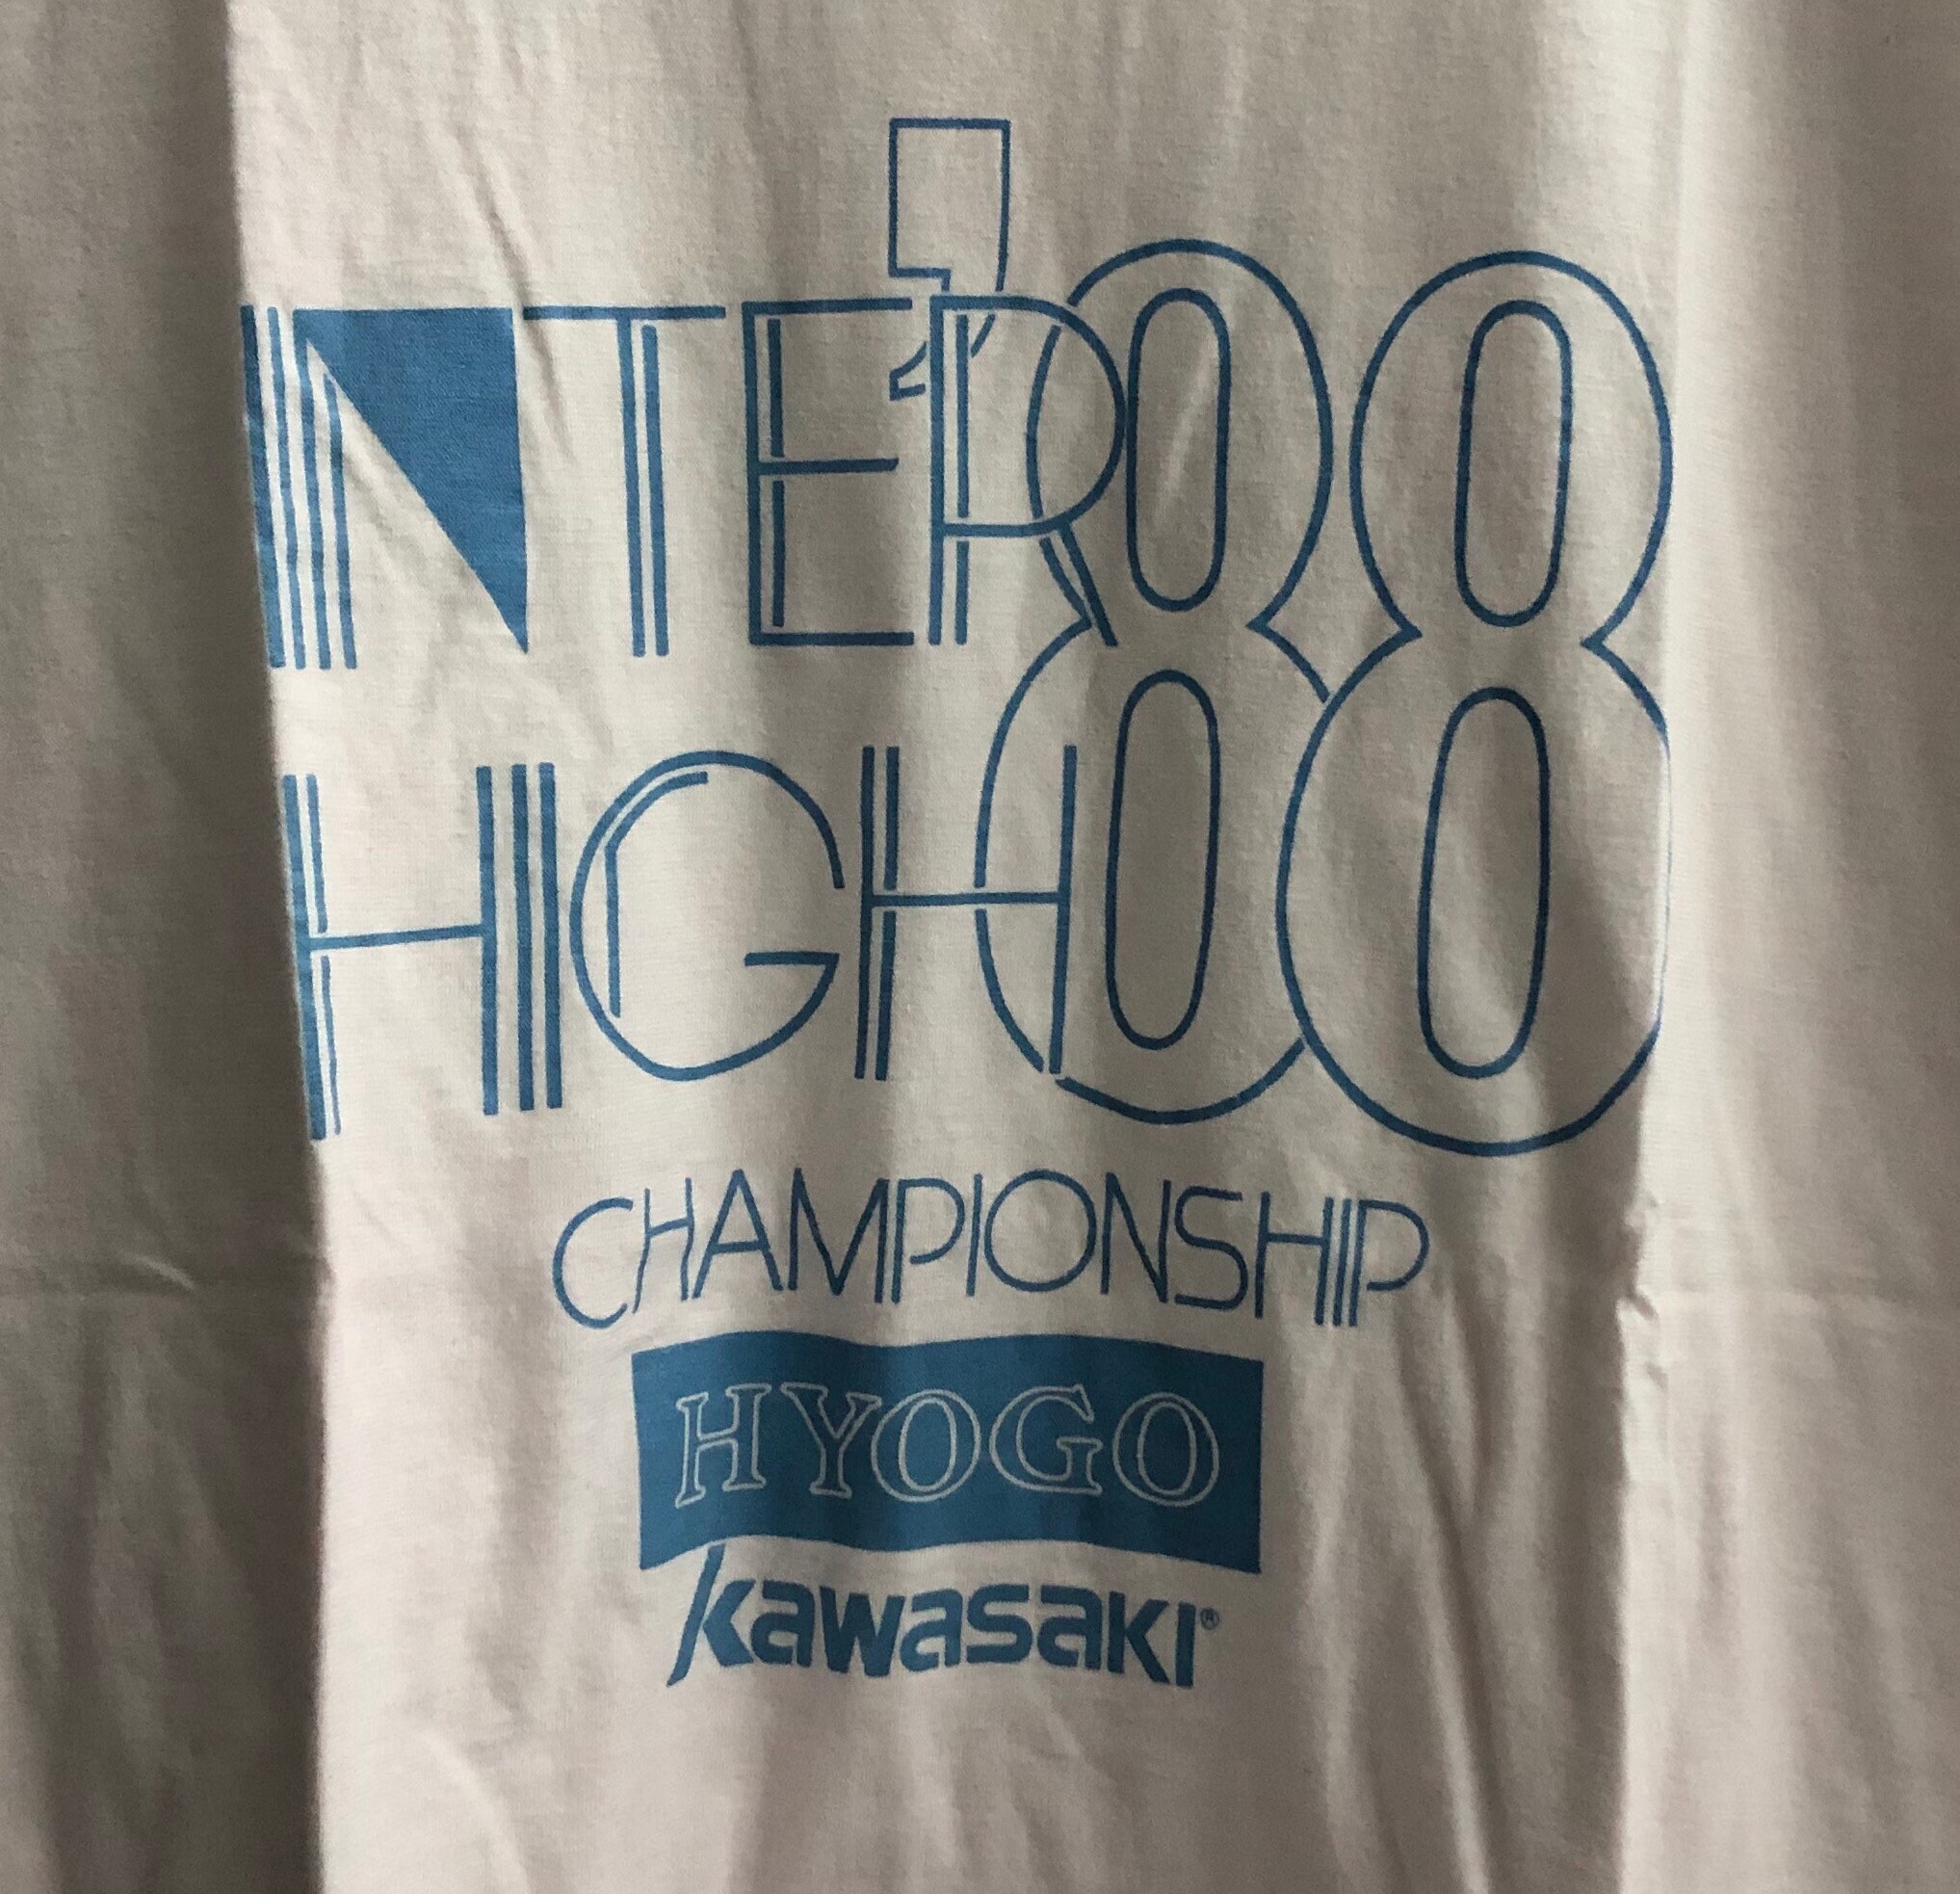 INTER '88
HIGH
CHAMPIONSHIP
HYOGO
Kawasaki®